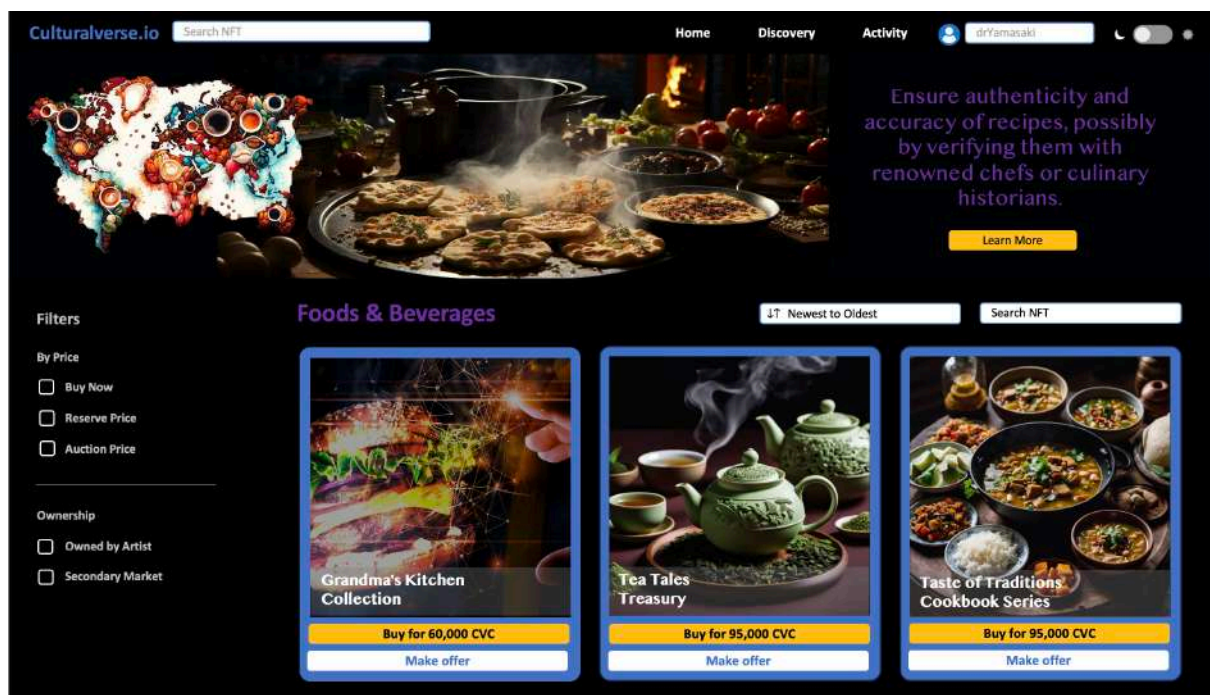 Culturalverse.io
Search NFT
Home
Discovery
Activity
drYamasaki
Ensure authenticity and
accuracy of recipes, possibly
by verifying them with
renowned chefs or culinary
historians.
Learn More
Filters
Foods & Beverages
↓↑ Newest to Oldest
Search NFT
By Price
Buy Now
Reserve Price
Auction Price
Ownership
Owned by Artist
Secondary Market
Grandma's Kitchen
Collection
Buy for 60,000 CVC
Make offer
Tea Tales
Treasury
Buy for 95,000 CVC
Make offer
Taste of Traditions
Cookbook Series
Buy for 95,000 CVC
Make offer